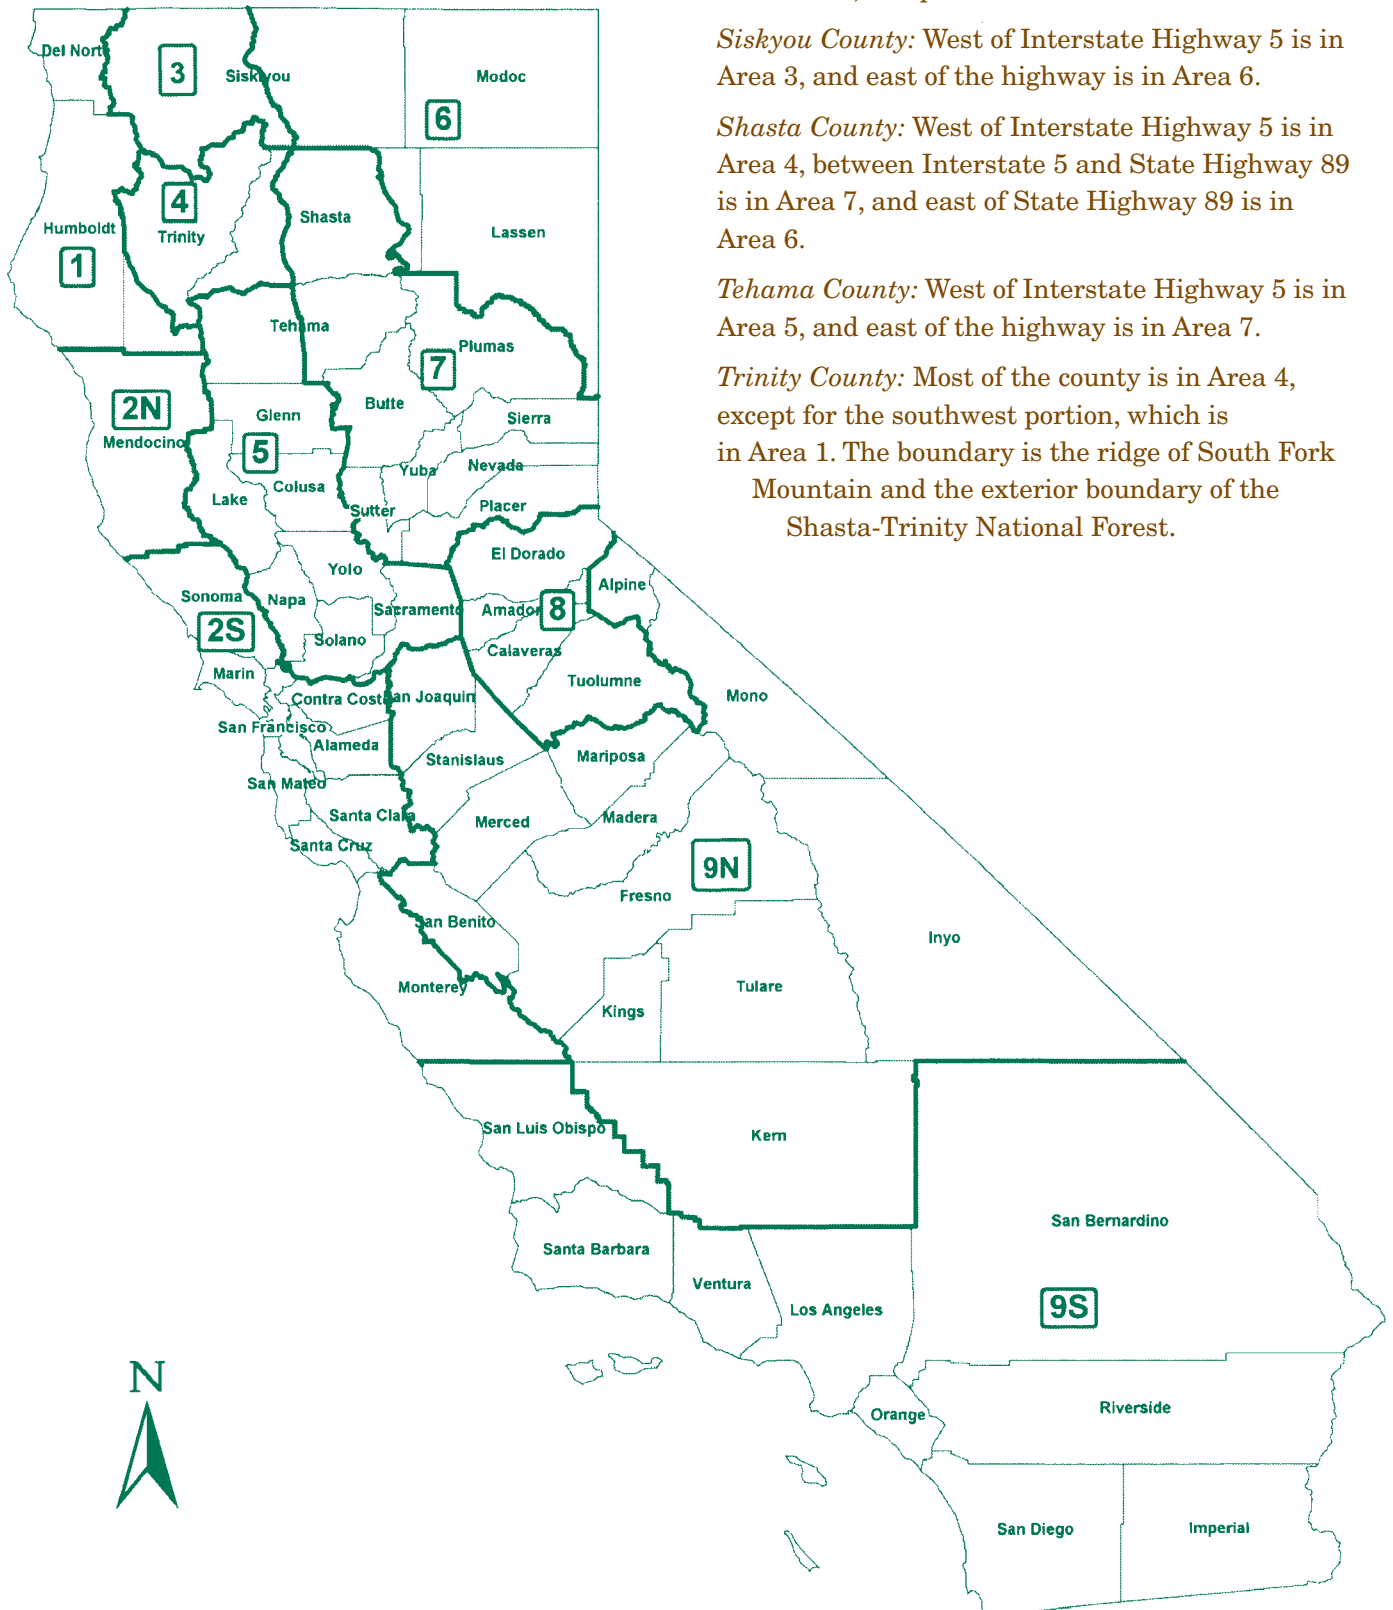 Siskyou County: West of Interstate Highway 5 is in
Area 3, and east of the highway is in Area 6.
Shasta County: West of Interstate Highway 5 is in
Area 4, between Interstate 5 and State Highway 89
is in Area 7, and east of State Highway 89 is in
Area 6.
Tehama County: West of Interstate Highway 5 is in
Area 5, and east of the highway is in Area 7.
Trinity County: Most of the county is in Area 4,
except for the southwest portion, which is
in Area 1. The boundary is the ridge of South Fork
Mountain and the exterior boundary of the
Shasta-Trinity National Forest.
Del Norte
3
Siskiyou
Modoc
6
4
Trinity
Shasta
Humboldt
Lassen
1
Tehama
Plumas
7
2N
Mendocino
Glenn
Butte
Sierra
5
Yuba
Nevada
Lake
Colusa
Sutter
Placer
El Dorado
Yolo
Alpine
Sonoma
Napa
Sacramento
Amador
8
2S
Solano
Calaveras
Marin
Tuolumne
Contra Costa
San Joaquin
Mono
San Francisco
Alameda
Stanislaus
Mariposa
San Mateo
Santa Clara
Merced
Madera
Santa Cruz
9N
Fresno
San Benito
Inyo
Monterey
Tulare
Kings
San Luis Obispo
Kern
San Bernardino
Santa Barbara
Ventura
Los Angeles
9S
N
Orange
Riverside
San Diego
Imperial